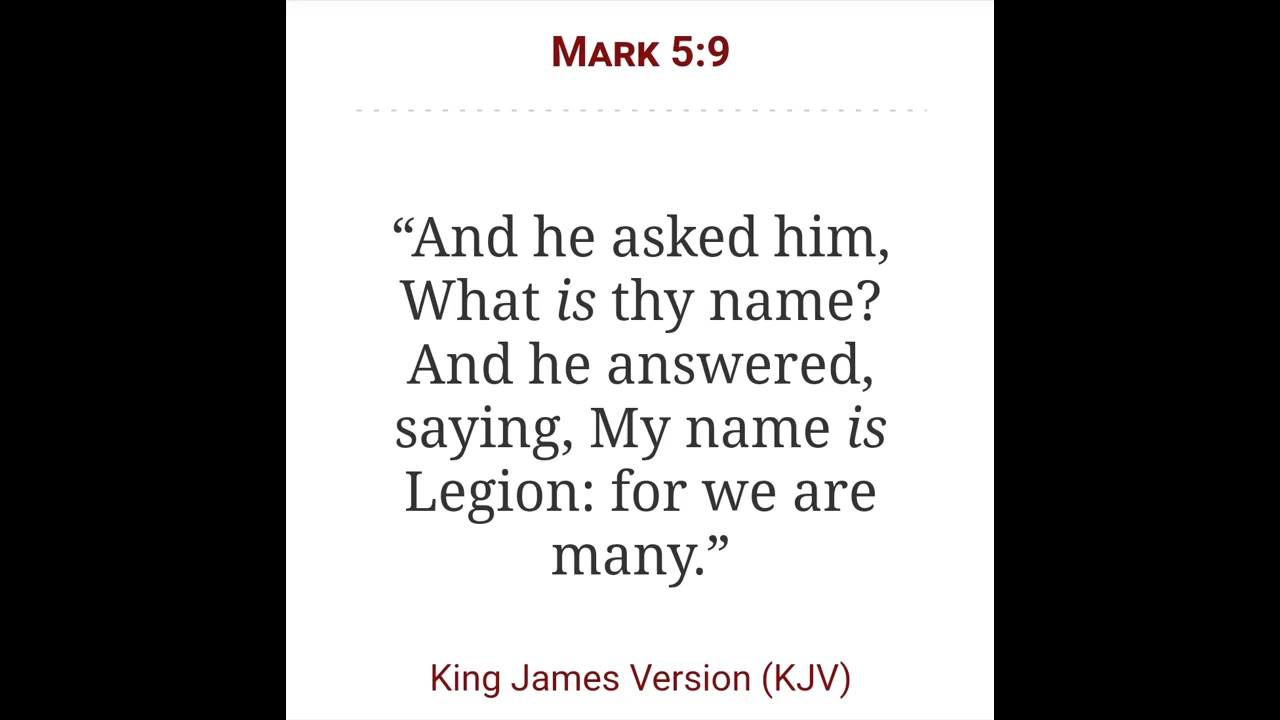 Mark 5:9
“And he asked him,
What is thy name?
And he answered,
saying, My name is
Legion: for we are
many.”
King James Version (KJV)